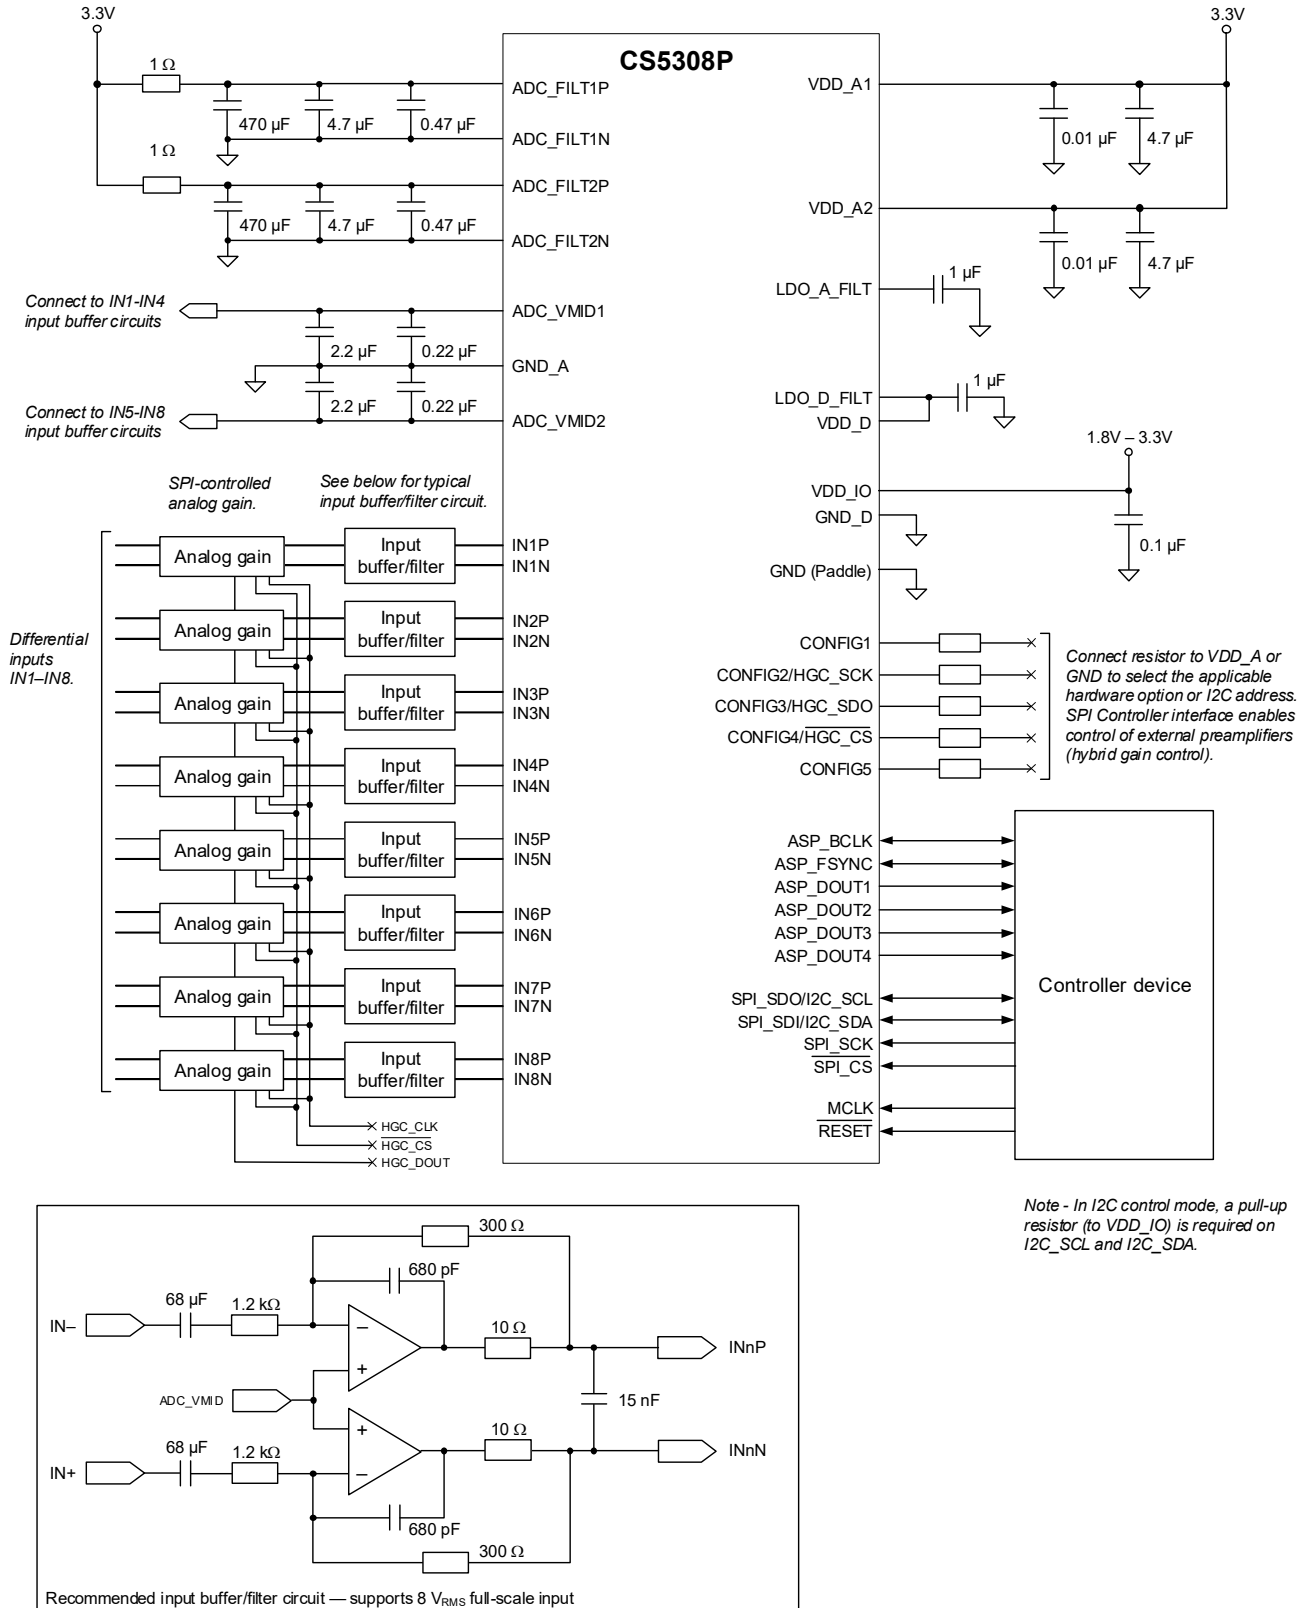 3.3V
3.3V
CS5308P
1 Ω
ADC_FILT1P
VDD_A1
470 µF
4.7 µF
0.47 µF
0.01 µF
4.7 µF
ADC_FILT1N
1 Ω
ADC_FILT2P
VDD_A2
470 µF
4.7 µF
0.47 µF
ADC_FILT2N
0.01 µF
4.7 µF
1 µF
LDO_A_FILT
Connect to IN1-IN4
input buffer circuits
ADC_VMID1
2.2 µF
0.22 µF
GND_A
2.2 µF
0.22 µF
1 µF
LDO_D_FILT
VDD_D
Connect to IN5-IN8
input buffer circuits
ADC_VMID2
1.8V – 3.3V
SPI-controlled
analog gain.
See below for typical
input buffer/filter circuit.
VDD_IO
GND_D
0.1 µF
GND (Paddle)
Differential
inputs
IN1–IN8.
Analog gain
Input
buffer/filter
IN1P
IN1N
Analog gain
Input
buffer/filter
IN2P
IN2N
Analog gain
Input
buffer/filter
IN3P
IN3N
Analog gain
Input
buffer/filter
IN4P
IN4N
Analog gain
Input
buffer/filter
IN5P
IN5N
Analog gain
Input
buffer/filter
IN6P
IN6N
Analog gain
Input
buffer/filter
IN7P
IN7N
Analog gain
Input
buffer/filter
IN8P
IN8N
HGC_CLK
HGC_CS
HGC_DOUT
CONFIG1
CONFIG2/HGC_SCK
CONFIG3/HGC_SDO
CONFIG4/HGC_CS
CONFIG5
Connect resistor to VDD_A or
GND to select the applicable
hardware option or I2C address.
SPI Controller interface enables
control of external preamplifiers
(hybrid gain control).
ASP_BCLK
ASP_FSYNC
ASP_DOUT1
ASP_DOUT2
ASP_DOUT3
ASP_DOUT4
SPI_SDO/I2C_SCL
SPI_SDI/I2C_SDA
SPI_SCK
SPI_CS
MCLK
RESET
Controller device
Note - In I2C control mode, a pull-up
resistor (to VDD_IO) is required on
I2C_SCL and I2C_SDA.
300 Ω
680 pF
68 µF
1.2 kΩ
IN–
–
+
10 Ω
INnP
ADC_VMID
15 nF
68 µF
1.2 kΩ
IN+
+
–
10 Ω
INnN
680 pF
300 Ω
Recommended input buffer/filter circuit — supports 8 VRMS full-scale input